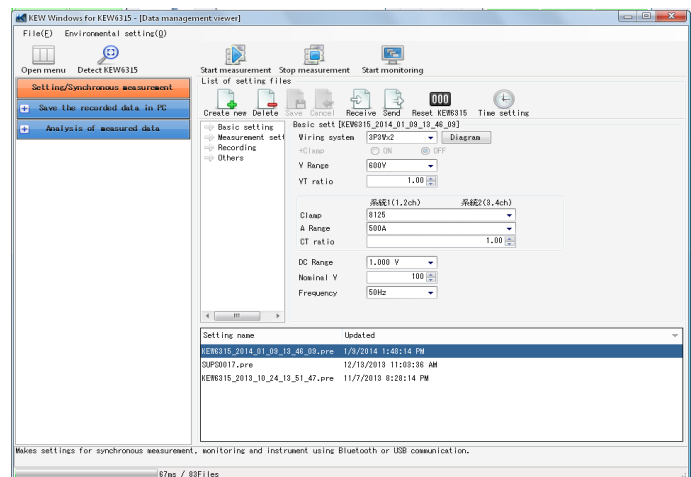 KEW Windows for KEW6315 - [Data management viewer]
File(F) Environmental setting(O)
Open menu Detect KEW6315 Start measurement Stop measurement Start monitoring
Setting/Synchronous measurement
Save the recorded data in PC
Analysis of measured data
List of setting files
Create new Delete Save Cancel Receive Send Reset KEW6315 Time setting
000
Basic setting
Measurement sett
Recording
Others
Basic sett[KEW6315_2014_01_09_13_46_09]
Wiring system 3P3Wx2 Diagram
+Clamp ON OFF
V Range 600V
VT ratio 1.00
系統1(1,2ch) 系統2(3,4ch)
Clamp 8125
A Range 500A
CT ratio 1.00
DC Range 1.000 V
Nominal V 100
Frequency 50Hz
Setting name Updated
KEW6315_2014_01_09_13_46_09.pre 1/9/2014 1:48:14 PM
SUPS0017.pre 12/13/2013 11:03:36 AM
KEW6315_2013_10_24_13_51_47.pre 11/7/2013 8:28:14 PM
Makes settings for synchronous measurement, monitoring and instrument using Bluetooth or USB communication.
67ms / 83Files